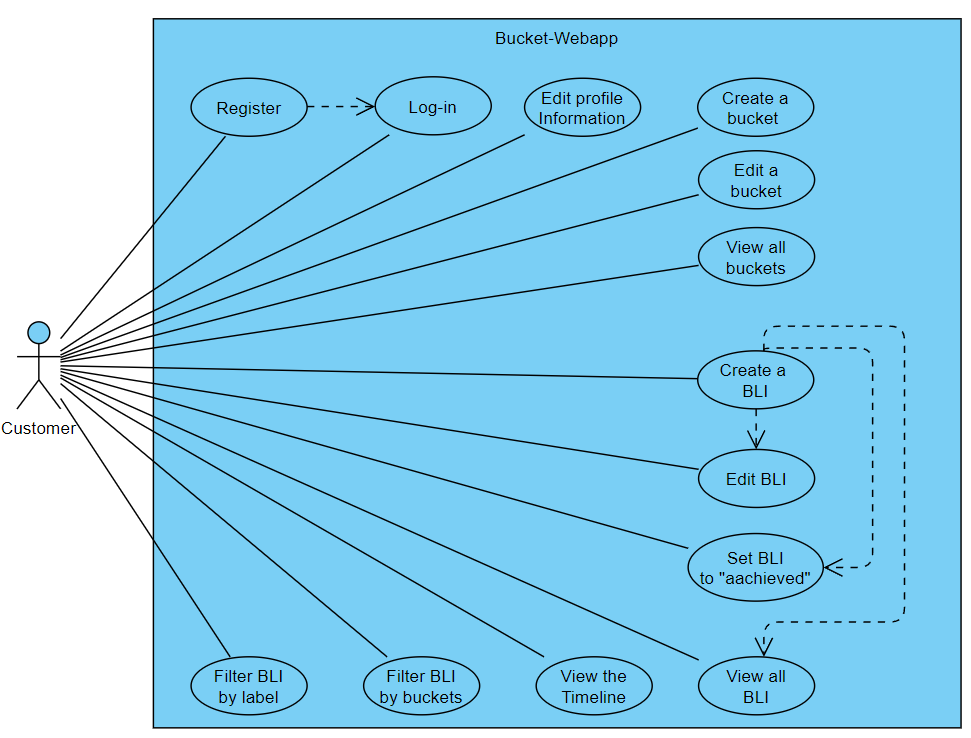 Bucket-Webapp
Register
Log-in
Edit profile
Information
Create a
bucket
Edit a
bucket
View all
buckets
Create a
BLI
Customer
Edit BLI
Set BLI
to "aachieved"
Filter BLI
by label
Filter BLI
by buckets
View the
Timeline
View all
BLI